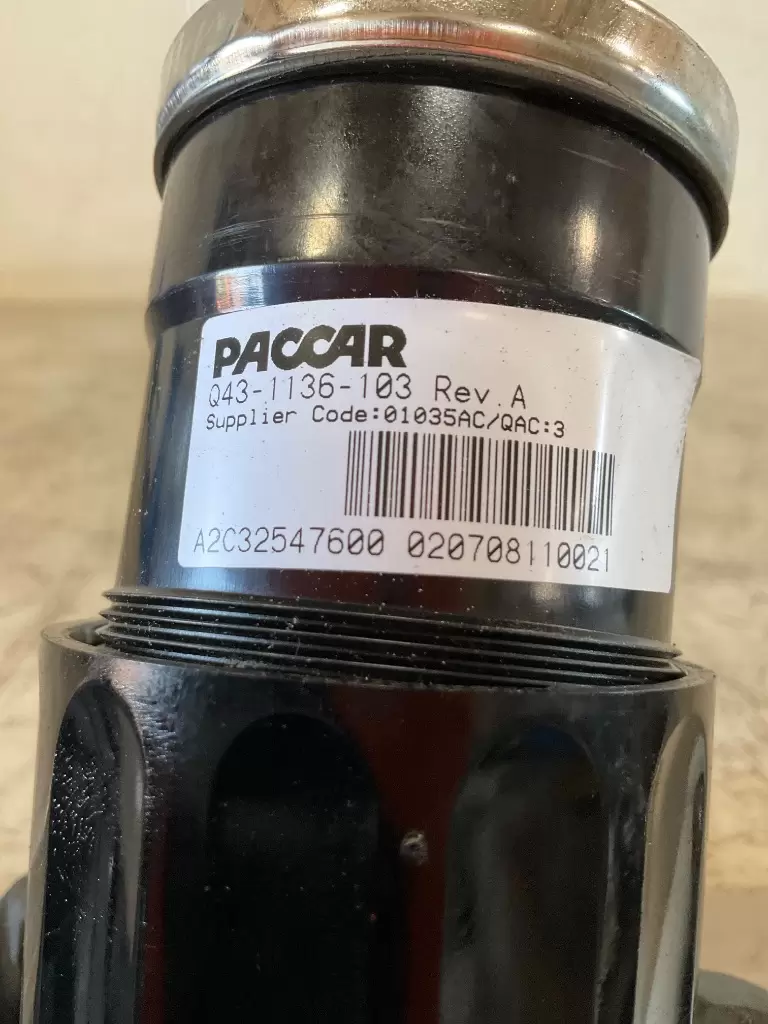 PACCAR
Q43-1136-103 Rev.A
Supplier Code:01035AC/QAC:3
A2C32547600 020708110021